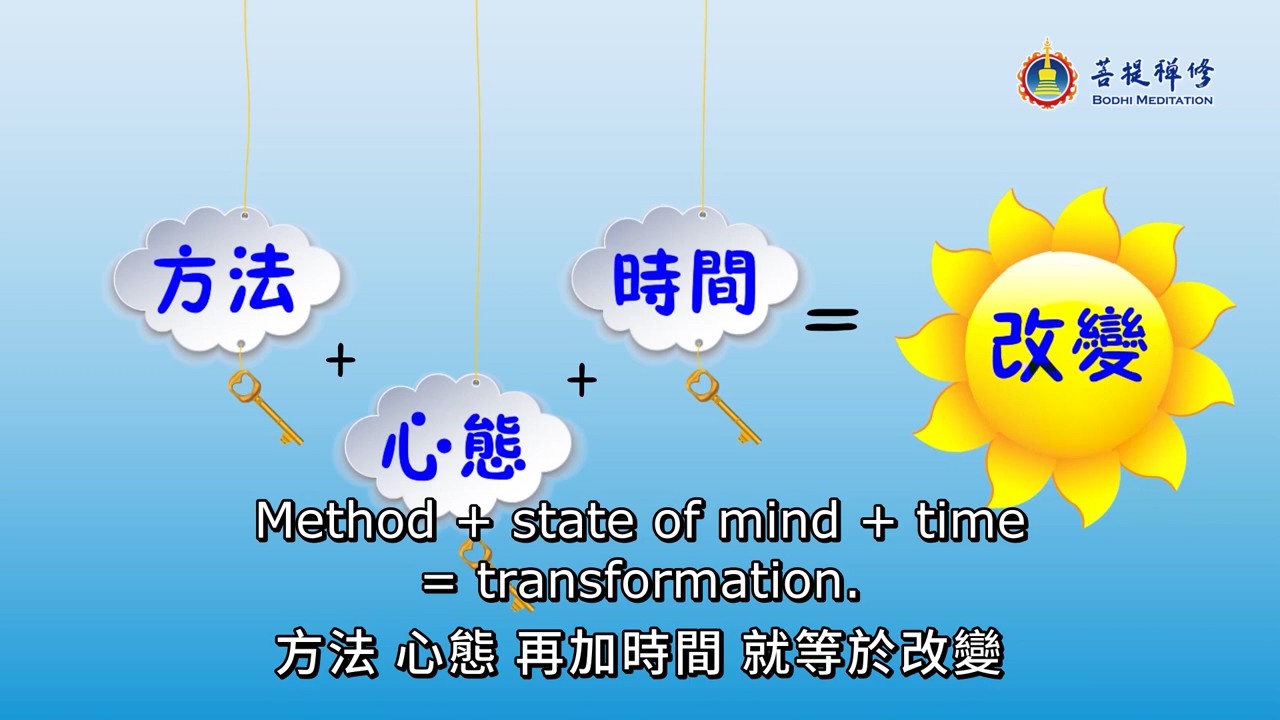 菩提禪修
BODHI MEDITATION
方法
+
心態
+
時間
=
改變
Method + state of mind + time
= transformation.
方法 心態 再加時間 就等於改變